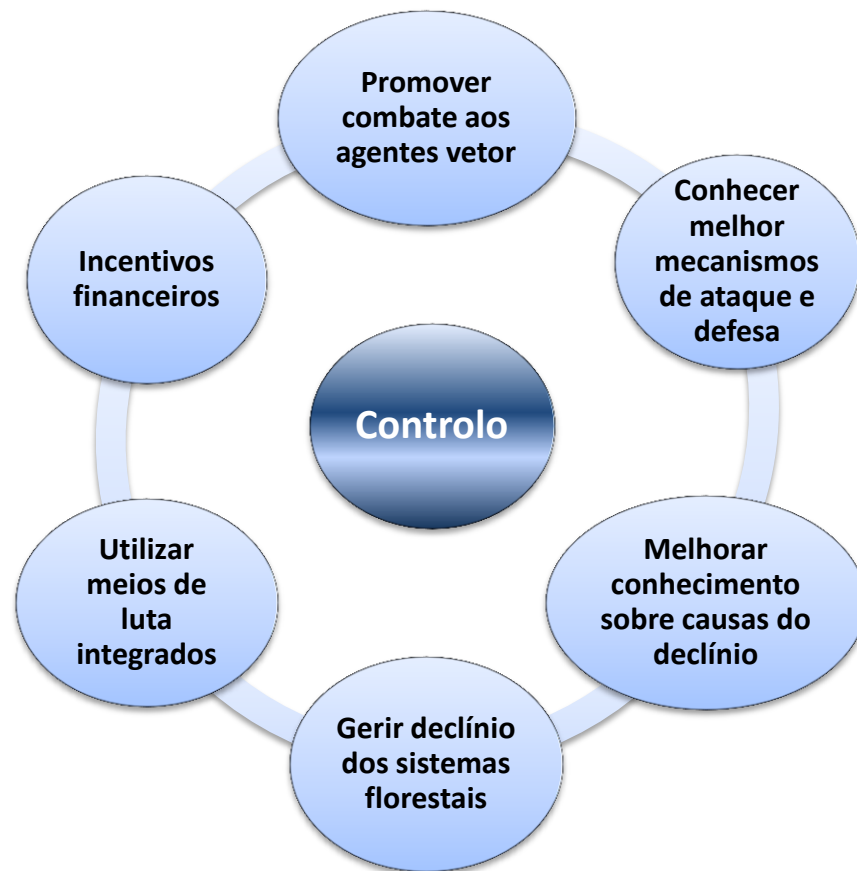 Promover
combate aos
agentes vetor
Conhecer
melhor
mecanismos
de ataque e
defesa
Melhorar
conhecimento
sobre causas do
declínio
Gerir declínio
dos sistemas
florestais
Utilizar
meios de
luta
integrados
Incentivos
financeiros
Controlo